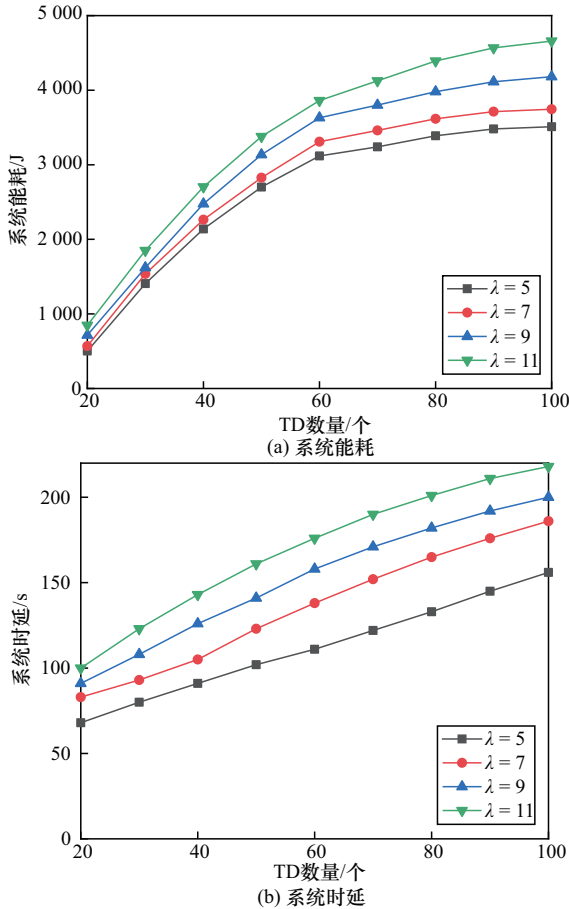 5 000
4 000
3 000
2 000
1 000
0
系统能耗/J
λ = 5
λ = 7
λ = 9
λ = 11
20 40 60 80 100
TD数量/个
(a) 系统能耗
200
150
100
50
0
系统时延/s
λ = 5
λ = 7
λ = 9
λ = 11
20 40 60 80 100
TD数量/个
(b) 系统时延